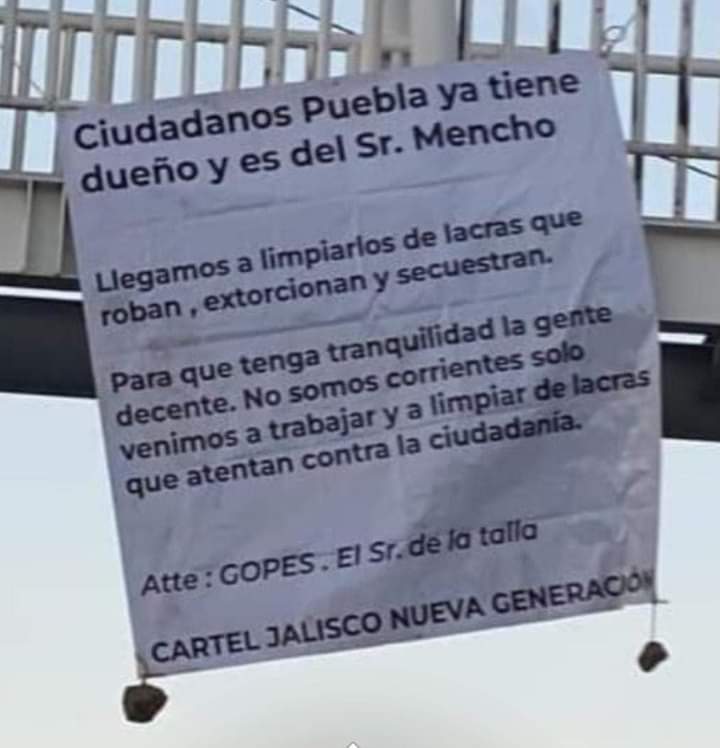 Ciudadanos Puebla ya tiene
dueño y es del Sr. Mencho
Llegamos a limpiarlos de lacras que
roban , extorcionan y secuestran.
Para que tenga tranquilidad la gente
decente. No somos corrientes solo
venimos a trabajar y a limpiar de lacras
que atentan contra la ciudadanía.
Atte : GOPES . El Sr. de la talla
CARTEL JALISCO NUEVA GENERACIÓN